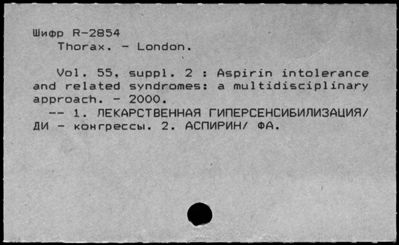 Шифр R-2854
Thorax. - London.
Vol. 55, suppl. 2 : Aspirin intolerance
and related syndromes: a multidisciplinary
approach. - 2000.
-- 1. ЛЕКАРСТВЕННАЯ ГИПЕРСЕНСИБИЛИЗАЦИЯ/
ДИ - конгрессы. 2. АСПИРИН/ ФА.